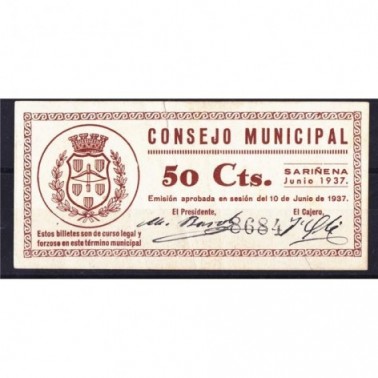 CONSEJO MUNICIPAL
50 Cts.
SARIÑENA
Junio 1937.
Emisión aprobada en sesión del 10 de Junio de 1937.
El Presidente,
El Cajero,
8684
Estos billetes son de curso legal y
forzoso en este término municipal